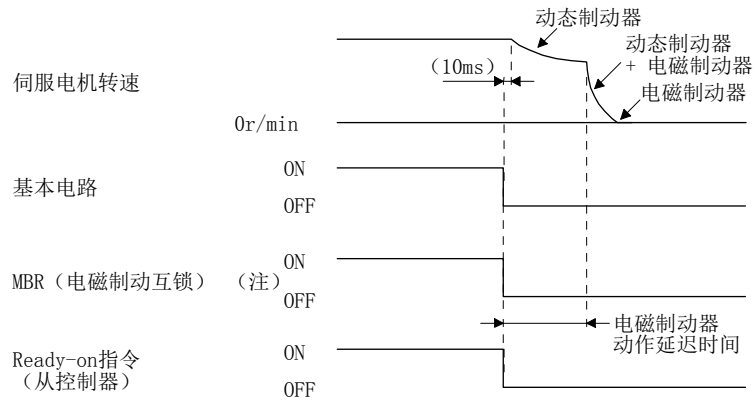 动态制动器
动态制动器
+ 电磁制动器
电磁制动器
伺服电机转速
（10ms）
0r/min
基本电路
ON
OFF
MBR（电磁制动互锁） （注）
ON
OFF
电磁制动器
动作延迟时间
Ready-on指令
（从控制器）
ON
OFF